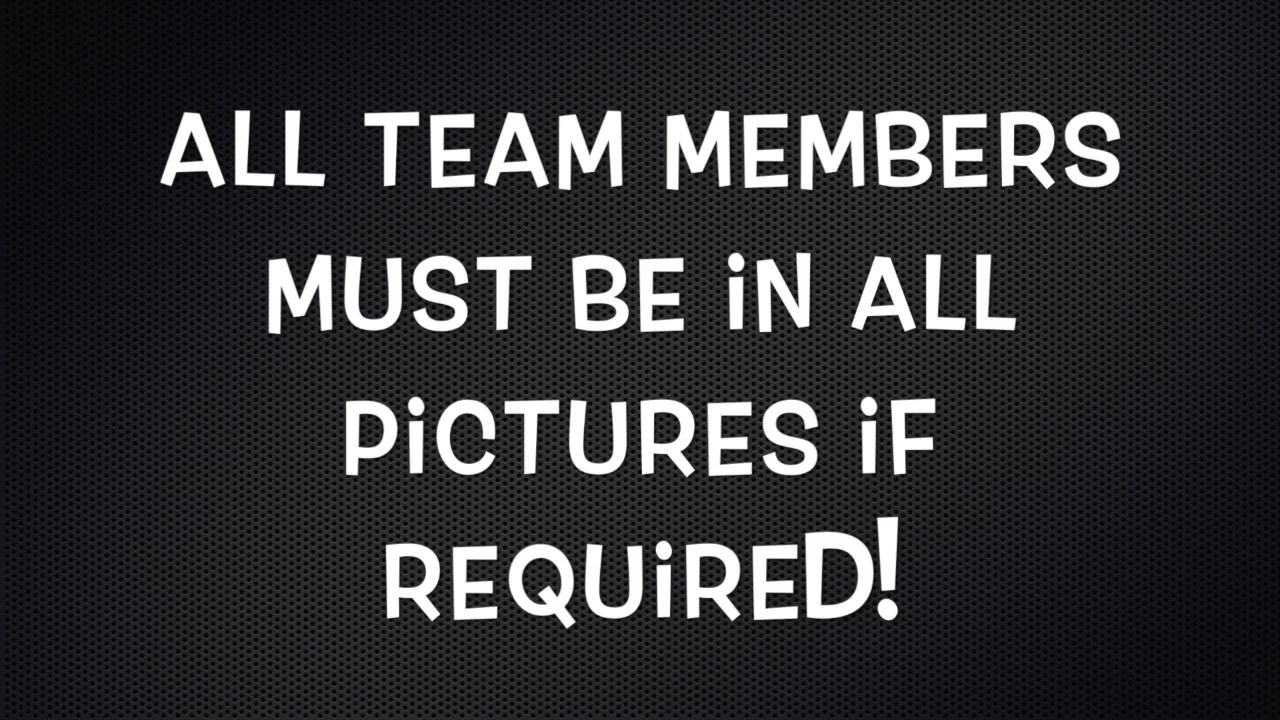 ALL TEAM MEMBERS
MUST BE iN ALL
PiCTURES iF
REQUiRED!